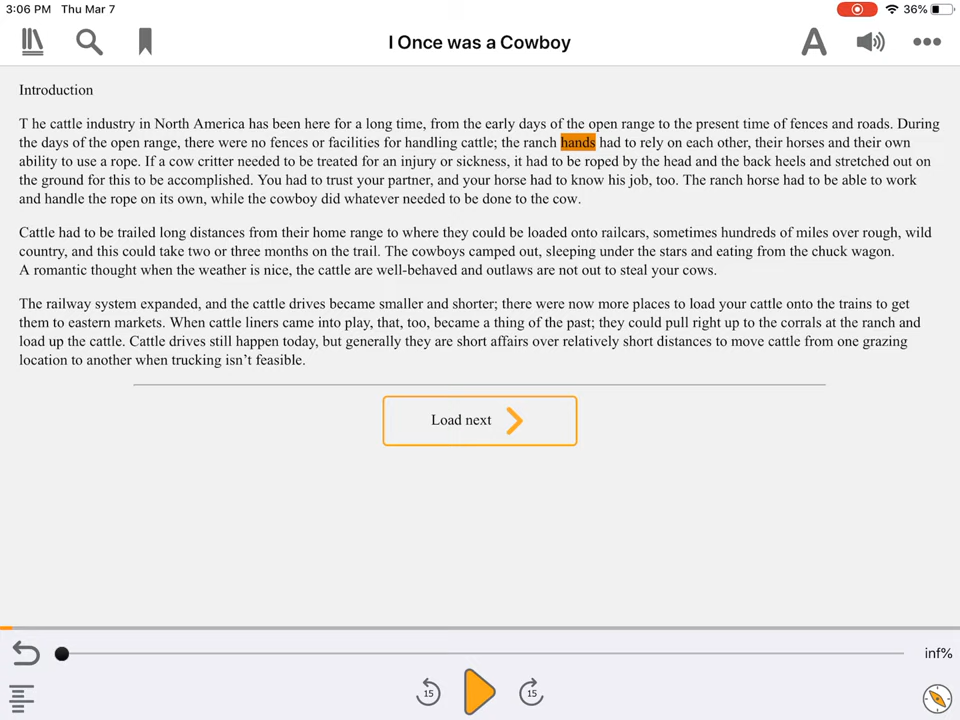 3:06 PM Thu Mar 7
36%
I Once was a Cowboy
A
Introduction
T he cattle industry in North America has been here for a long time, from the early days of the open range to the present time of fences and roads. During
the days of the open range, there were no fences or facilities for handling cattle; the ranch hands had to rely on each other, their horses and their own
ability to use a rope. If a cow critter needed to be treated for an injury or sickness, it had to be roped by the head and the back heels and stretched out on
the ground for this to be accomplished. You had to trust your partner, and your horse had to know his job, too. The ranch horse had to be able to work
and handle the rope on its own, while the cowboy did whatever needed to be done to the cow.
Cattle had to be trailed long distances from their home range to where they could be loaded onto railcars, sometimes hundreds of miles over rough, wild
country, and this could take two or three months on the trail. The cowboys camped out, sleeping under the stars and eating from the chuck wagon.
A romantic thought when the weather is nice, the cattle are well-behaved and outlaws are not out to steal your cows.
The railway system expanded, and the cattle drives became smaller and shorter; there were now more places to load your cattle onto the trains to get
them to eastern markets. When cattle liners came into play, that, too, became a thing of the past; they could pull right up to the corrals at the ranch and
load up the cattle. Cattle drives still happen today, but generally they are short affairs over relatively short distances to move cattle from one grazing
location to another when trucking isn’t feasible.
Load next
inf%
15
15